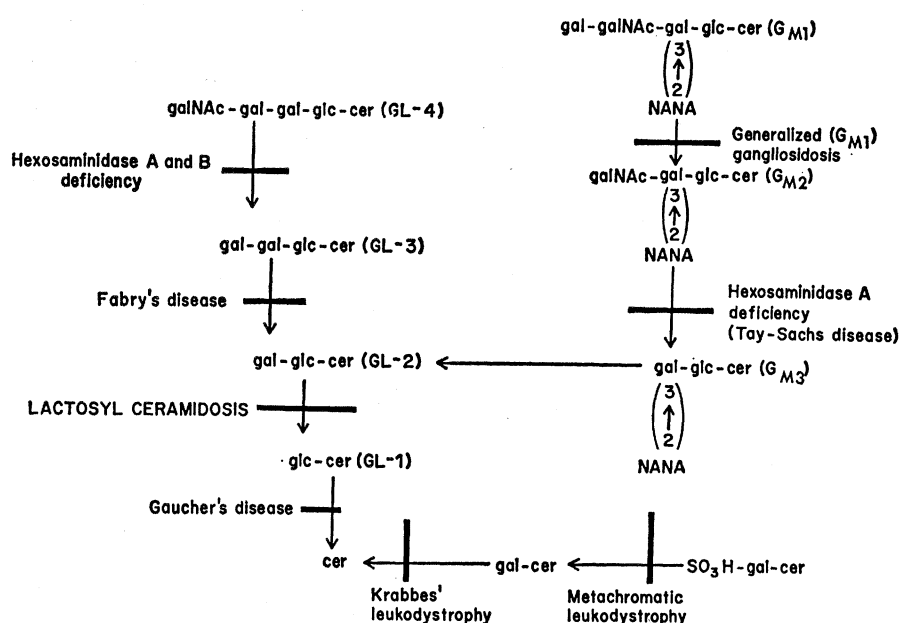 gal-galNAc-gal-glc-cer (GM1)
(3
↑
2)
NANA
galNAc-gal-gal-glc-cer (GL-4)
Generalized (GM1)
gangliosidosis
Hexosaminidase A and B
deficiency
galNAc-gal-glc-cer (GM2)
(3
↑
2)
NANA
gal-gal-glc-cer (GL-3)
Fabry's disease
Hexosaminidase A
deficiency
(Tay-Sachs disease)
gal-glc-cer (GL-2)
gal-glc-cer (GM3)
(3
↑
2)
NANA
LACTOSYL CERAMIDOSIS
glc-cer (GL-1)
Gaucher's disease
cer
gal-cer
SO3H-gal-cer
Krabbes'
leukodystrophy
Metachromatic
leukodystrophy